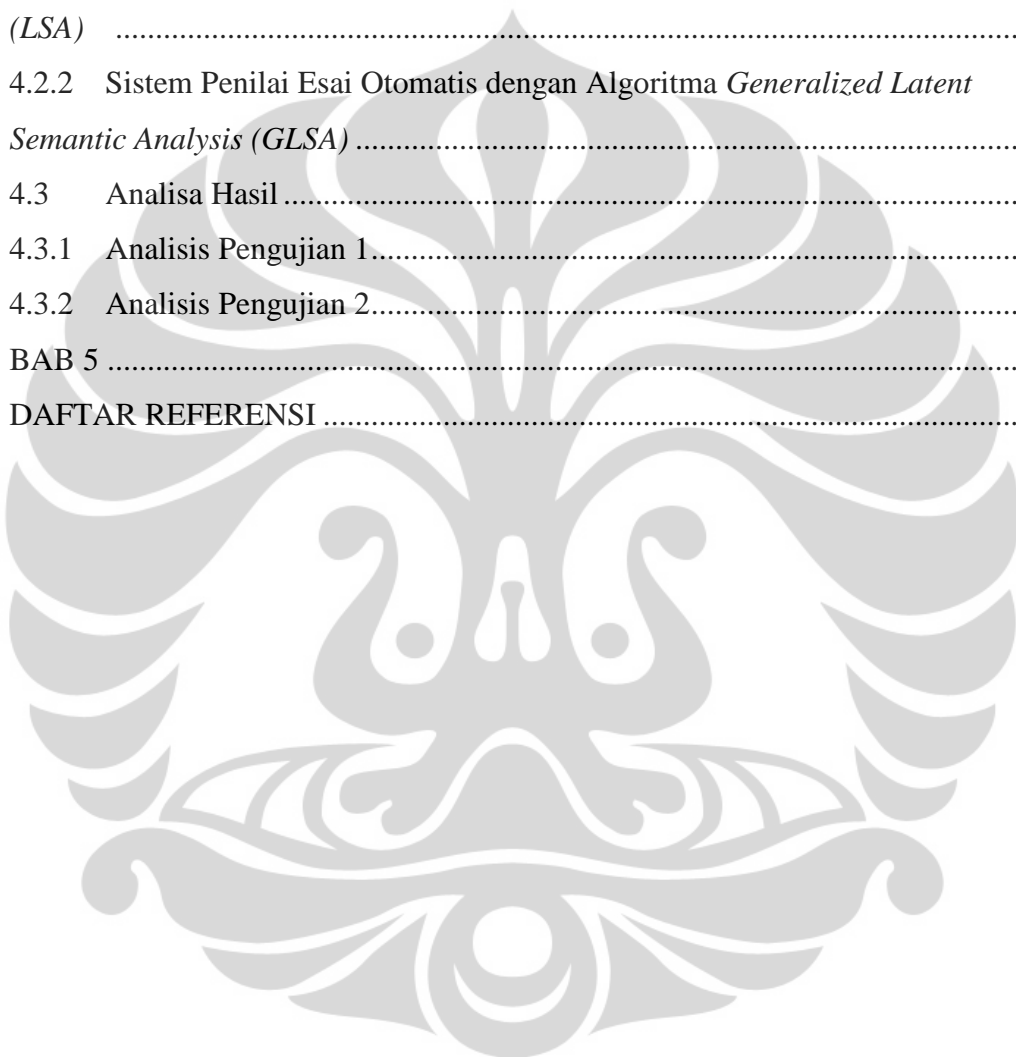 (LSA) ................................................................................................................
4.2.2 Sistem Penilai Esai Otomatis dengan Algoritma Generalized Latent
Semantic Analysis (GLSA) ...................................................................................
4.3 Analisa Hasil ............................................................................................
4.3.1 Analisis Pengujian 1.................................................................................
4.3.2 Analisis Pengujian 2.................................................................................
BAB 5 ..................................................................................................................
DAFTAR REFERENSI .......................................................................................